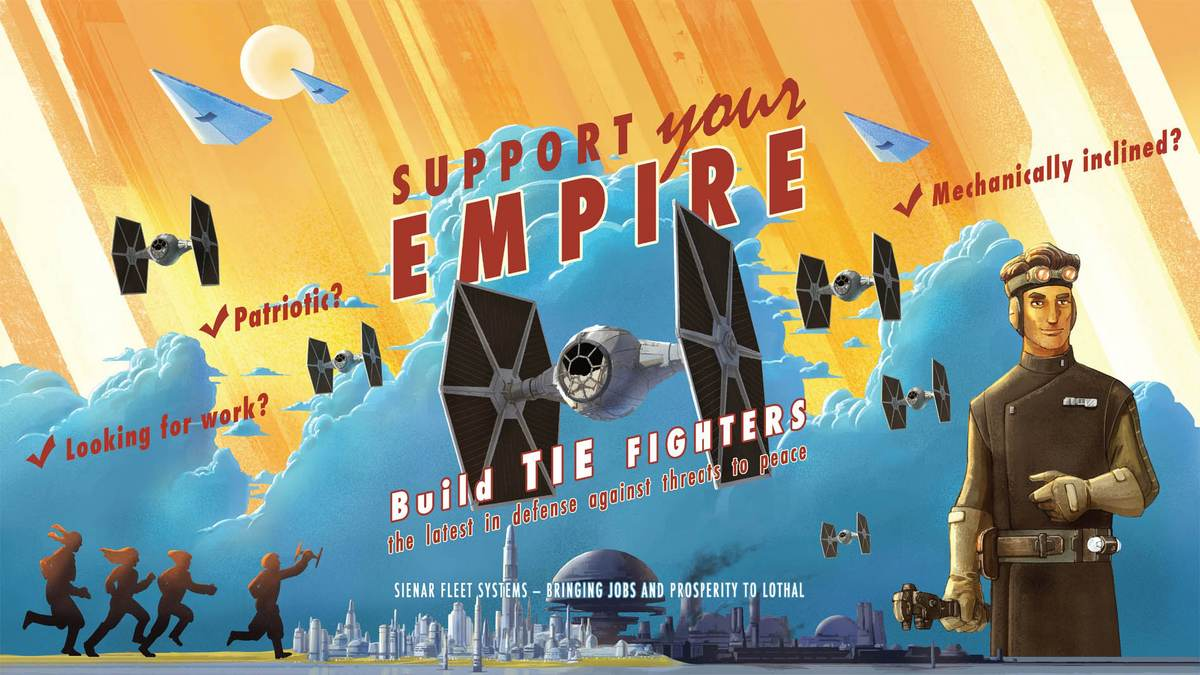 SUPPORT your
EMPIRE
Mechanically inclined?
Patriotic?
Looking for work?
Build TIE FIGHTERS
the latest in defense against threats to peace
SIENAR FLEET SYSTEMS – BRINGING JOBS AND PROSPERITY TO LOTHAL